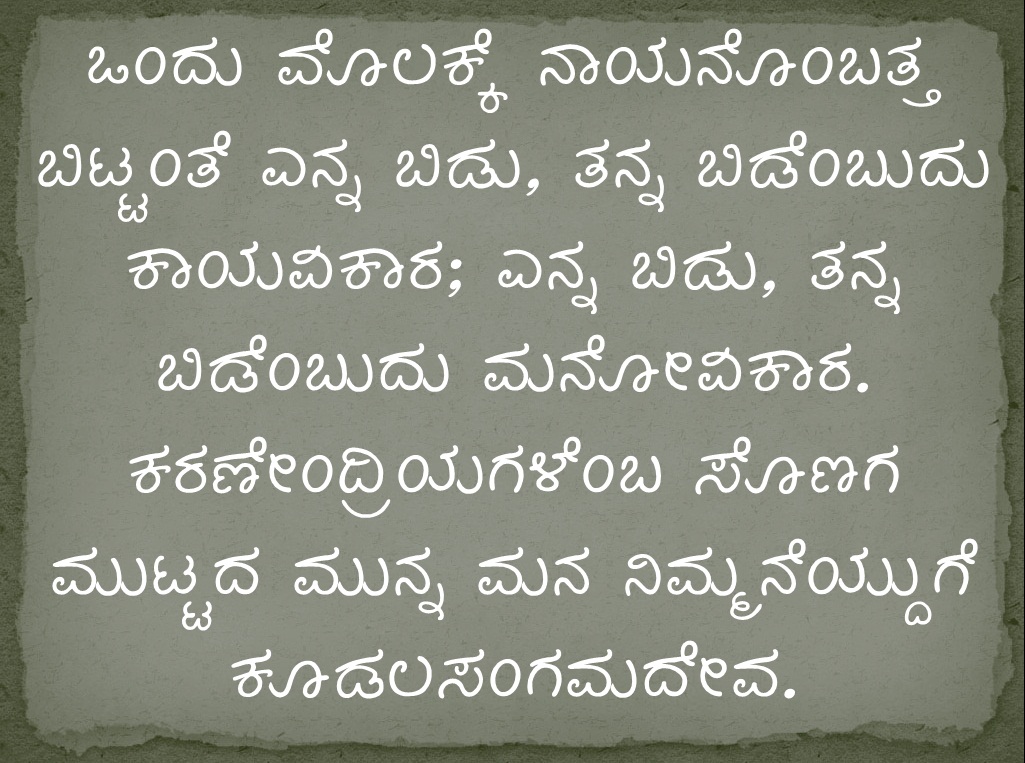 ಒಂದು ಮೊಲಕ್ಕೆ ನಾಯನೊಂಬತ್ತ
ಬಿಟ್ಟಂತೆ ಎನ್ನ ಬಿಡು, ತನ್ನ ಬಿಡೆಂಬುದು
ಕಾಯವಿಕಾರ; ಎನ್ನ ಬಿಡು, ತನ್ನ
ಬಿಡೆಂಬುದು ಮನೋವಿಕಾರ.
ಕರಣೇಂದ್ರಿಯಗಳೆಂಬ ಸೊಣಗ
ಮುಟ್ಟದ ಮುನ್ನ ಮನ ನಿಮ್ಮನೆಯ್ದುಗೆ
ಕೂಡಲಸಂಗಮದೇವ.